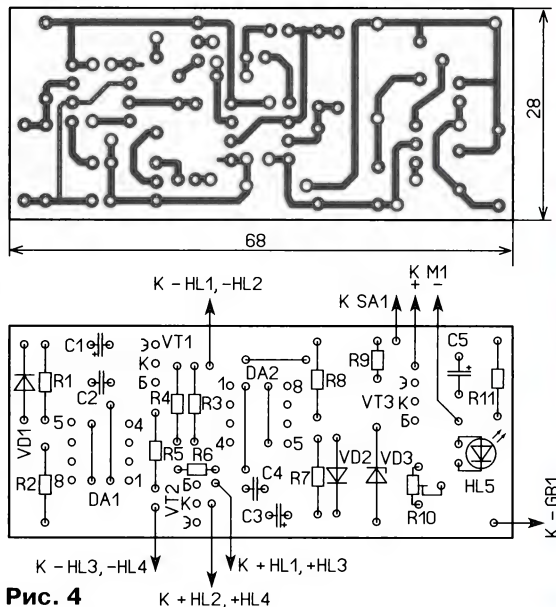 28
68
К -HL1, -HL2
К SA1
К M1
+ -
C1 + Э VT1
К
C2 Б
DA2
R9
C5 +
VD1 R1 R4 R3 1 8 R8 VT3 Э R11
К
5 4 Б
R2 R5 R6 4 5 R7 VD2 VD3 HL5
8 1 Б C4
DA1 VT2 К R10
Э C3 +
К -GB1
К -HL3, -HL4
К +HL1, +HL3
К +HL2, +HL4
Рис. 4